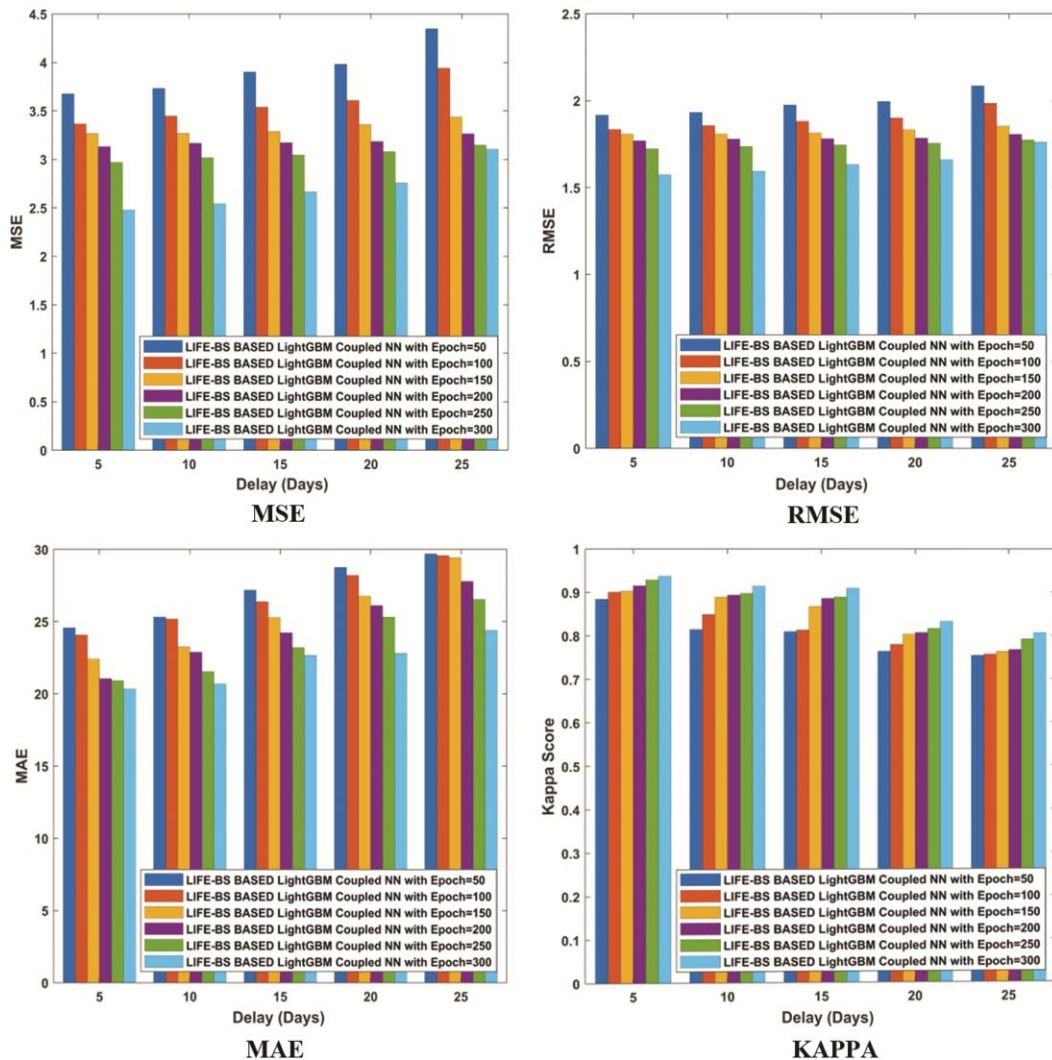 4.5
4
3.5
3
2.5
2
1.5
1
0.5
0
MSE
LIFE-BS BASED LightGBM Coupled NN with Epoch=50
LIFE-BS BASED LightGBM Coupled NN with Epoch=100
LIFE-BS BASED LightGBM Coupled NN with Epoch=150
LIFE-BS BASED LightGBM Coupled NN with Epoch=200
LIFE-BS BASED LightGBM Coupled NN with Epoch=250
LIFE-BS BASED LightGBM Coupled NN with Epoch=300
5 10 15 20 25
Delay (Days)
MSE
2.5
2
1.5
1
0.5
0
RMSE
LIFE-BS BASED LightGBM Coupled NN with Epoch=50
LIFE-BS BASED LightGBM Coupled NN with Epoch=100
LIFE-BS BASED LightGBM Coupled NN with Epoch=150
LIFE-BS BASED LightGBM Coupled NN with Epoch=200
LIFE-BS BASED LightGBM Coupled NN with Epoch=250
LIFE-BS BASED LightGBM Coupled NN with Epoch=300
5 10 15 20 25
Delay (Days)
RMSE
30
25
20
15
10
5
0
MAE
LIFE-BS BASED LightGBM Coupled NN with Epoch=50
LIFE-BS BASED LightGBM Coupled NN with Epoch=100
LIFE-BS BASED LightGBM Coupled NN with Epoch=150
LIFE-BS BASED LightGBM Coupled NN with Epoch=200
LIFE-BS BASED LightGBM Coupled NN with Epoch=250
LIFE-BS BASED LightGBM Coupled NN with Epoch=300
5 10 15 20 25
Delay (Days)
MAE
1
0.9
0.8
0.7
0.6
0.5
0.4
0.3
0.2
0.1
0
Kappa Score
LIFE-BS BASED LightGBM Coupled NN with Epoch=50
LIFE-BS BASED LightGBM Coupled NN with Epoch=100
LIFE-BS BASED LightGBM Coupled NN with Epoch=150
LIFE-BS BASED LightGBM Coupled NN with Epoch=200
LIFE-BS BASED LightGBM Coupled NN with Epoch=250
LIFE-BS BASED LightGBM Coupled NN with Epoch=300
5 10 15 20 25
Delay (Days)
KAPPA